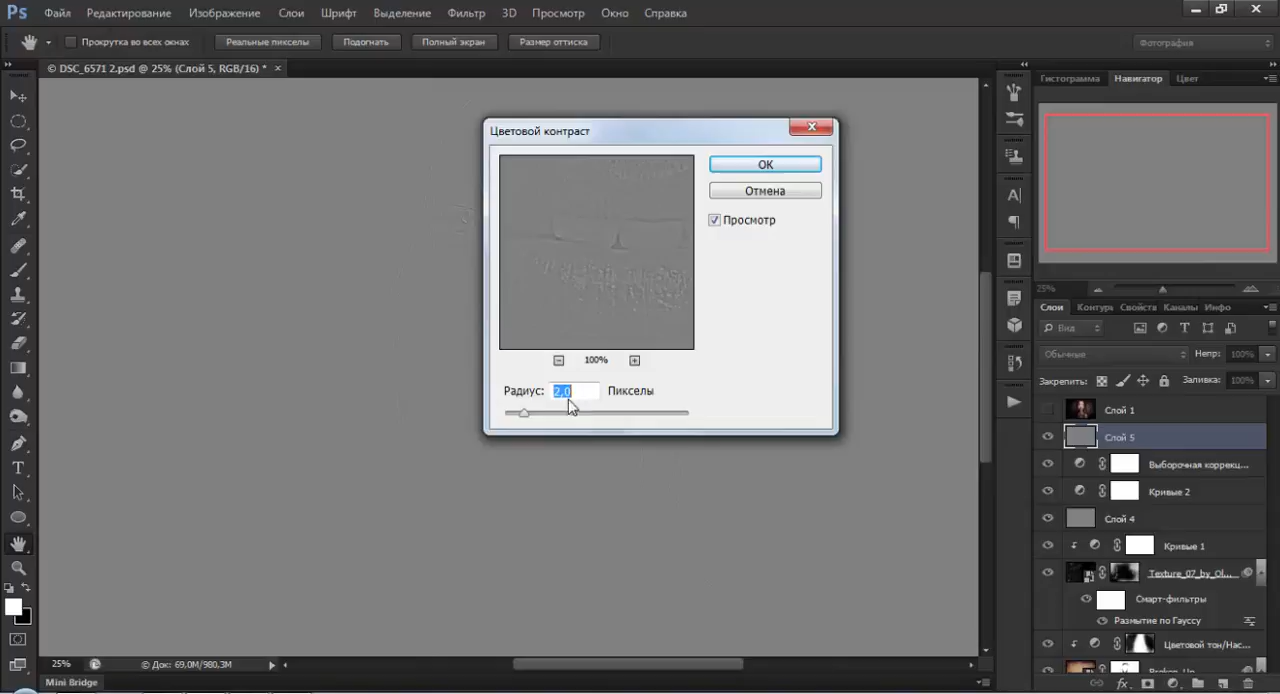 Ps Файл Редактирование Изображение Слои Шрифт Выделение Фильтр 3D Просмотр Окно Справка
Прокрутка во всех окнах Реальные пикселы Подогнать Полный экран Размер оттиска Фотография
© DSC_6571 2.psd @ 25% (Слой 5, RGB/16) * ×
Гистограмма Навигатор Цвет
Цветовой контраст
OK
Отмена
Просмотр
100%
Радиус: 2,0 Пикселы
25%
Слои Контуры Свойств Каналы Инфо
Вид
Обычные Непр: 100%
Закрепить: Заливка: 100%
Слой 1
Слой 5
Выборочная коррекц...
Кривые 2
Слой 4
Кривые 1
Texture_07_by_Ol...
Смарт-фильтры
Размытие по Гауссу
Цветовой тон/Нас...
25% © Док: 69,0M/980,3M
Mini Bridge
fx